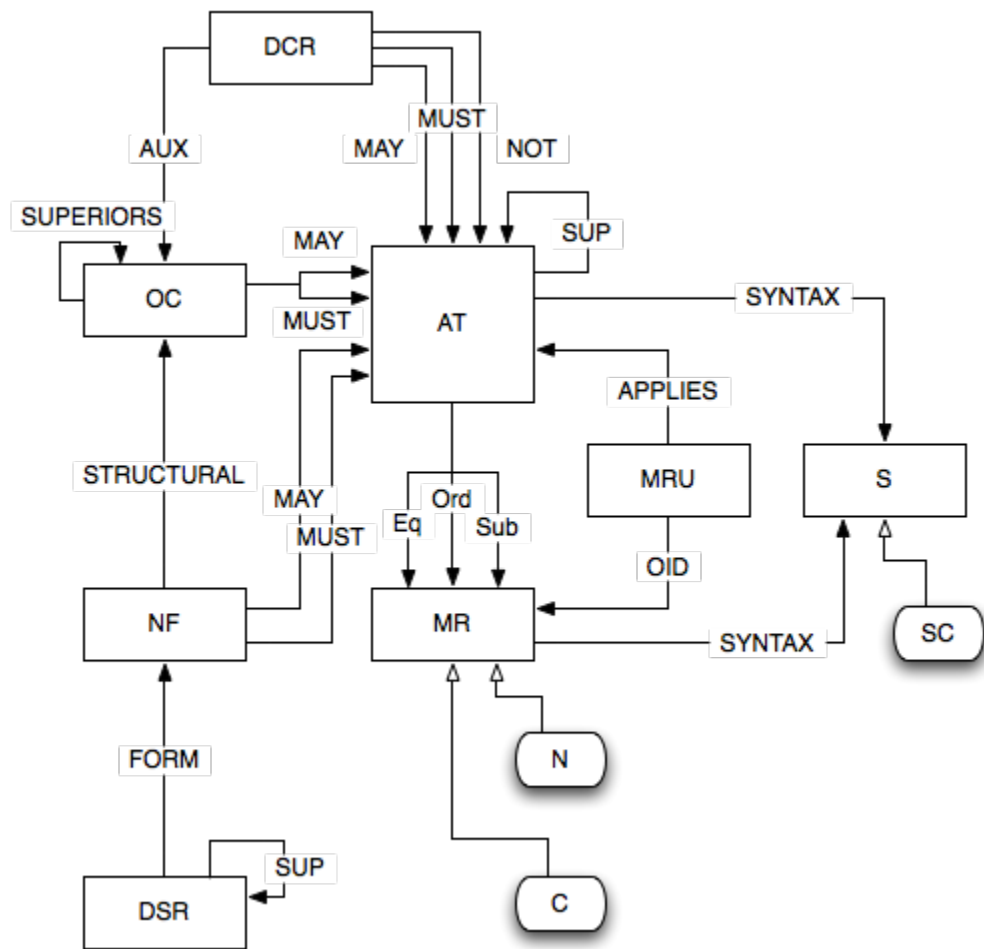 DCR
MUST
AUX
MAY
NOT
SUPERIORS
MAY
SUP
OC
SYNTAX
MUST
AT
APPLIES
STRUCTURAL
MAY
Ord
MRU
S
Eq
Sub
MUST
OID
NF
MR
SYNTAX
SC
FORM
N
SUP
DSR
C